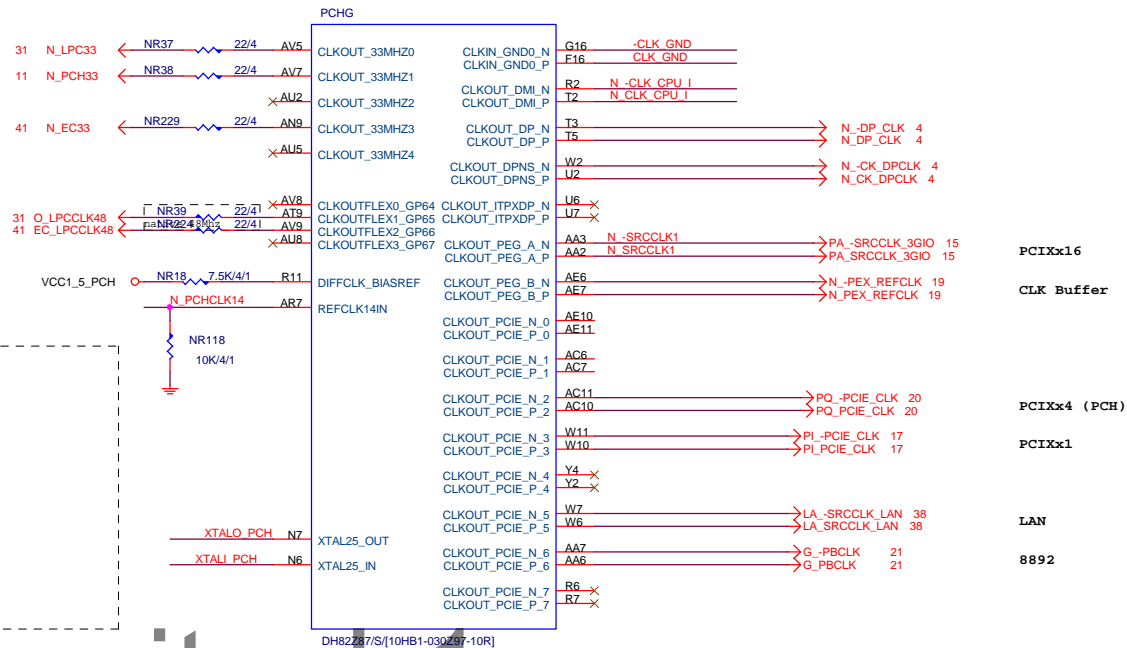 PCHG
31 N_LPC33 NR37 22/4 AV5 CLKOUT_33MHZ0
11 N_PCH33 NR38 22/4 AV7 CLKOUT_33MHZ1
AU2 CLKOUT_33MHZ2
41 N_EC33 NR229 22/4 AN9 CLKOUT_33MHZ3
AU5 CLKOUT_33MHZ4
AV8 CLKOUTFLEX0_GP64
31 O_LPCCLK48 NR39 22/4 AT9 CLKOUTFLEX1_GP65
41 EC_LPCCLK48 NR224 22/4 AV9 CLKOUTFLEX2_GP66
48Mhz
AU8 CLKOUTFLEX3_GP67
VCC1_5_PCH NR18 7.5K/4/1 R11 DIFFCLK_BIASREF
N_PCHCLK14 AR7 REFCLK14IN
NR118
10K/4/1
XTALO_PCH N7 XTAL25_OUT
XTALI_PCH N6 XTAL25_IN
CLKIN_GND0_N G16 -CLK_GND
CLKIN_GND0_P F16 CLK_GND
CLKOUT_DMI_N R2 N_-CLK_CPU_I
CLKOUT_DMI_P T2 N_CLK_CPU_I
CLKOUT_DP_N T3 N_-DP_CLK 4
CLKOUT_DP_P T5 N_DP_CLK 4
CLKOUT_DPNS_N W2 N_-CK_DPCLK 4
CLKOUT_DPNS_P U2 N_CK_DPCLK 4
CLKOUT_ITPXDP_N U6
CLKOUT_ITPXDP_P U7
CLKOUT_PEG_A_N AA3 N_-SRCCLK1 PA_-SRCCLK_3GIO 15
CLKOUT_PEG_A_P AA2 N_SRCCLK1 PA_SRCCLK_3GIO 15
PCIXx16
CLKOUT_PEG_B_N AE6 N_-PEX_REFCLK 19
CLKOUT_PEG_B_P AE7 N_PEX_REFCLK 19
CLK Buffer
CLKOUT_PCIE_N_0 AE10
CLKOUT_PCIE_P_0 AE11
CLKOUT_PCIE_N_1 AC6
CLKOUT_PCIE_P_1 AC7
CLKOUT_PCIE_N_2 AC11 PQ_-PCIE_CLK 20
CLKOUT_PCIE_P_2 AC10 PQ_PCIE_CLK 20
PCIXx4 (PCH)
CLKOUT_PCIE_N_3 W11 PI_-PCIE_CLK 17
CLKOUT_PCIE_P_3 W10 PI_PCIE_CLK 17
PCIXx1
CLKOUT_PCIE_N_4 Y4
CLKOUT_PCIE_P_4 Y2
CLKOUT_PCIE_N_5 W7 LA_-SRCCLK_LAN 38
CLKOUT_PCIE_P_5 W6 LA_SRCCLK_LAN 38
LAN
CLKOUT_PCIE_N_6 AA7 G_-PBCLK 21
CLKOUT_PCIE_P_6 AA6 G_PBCLK 21
8892
CLKOUT_PCIE_N_7 R6
CLKOUT_PCIE_P_7 R7
DH82Z87/S/[10HB1-030Z97-10R]